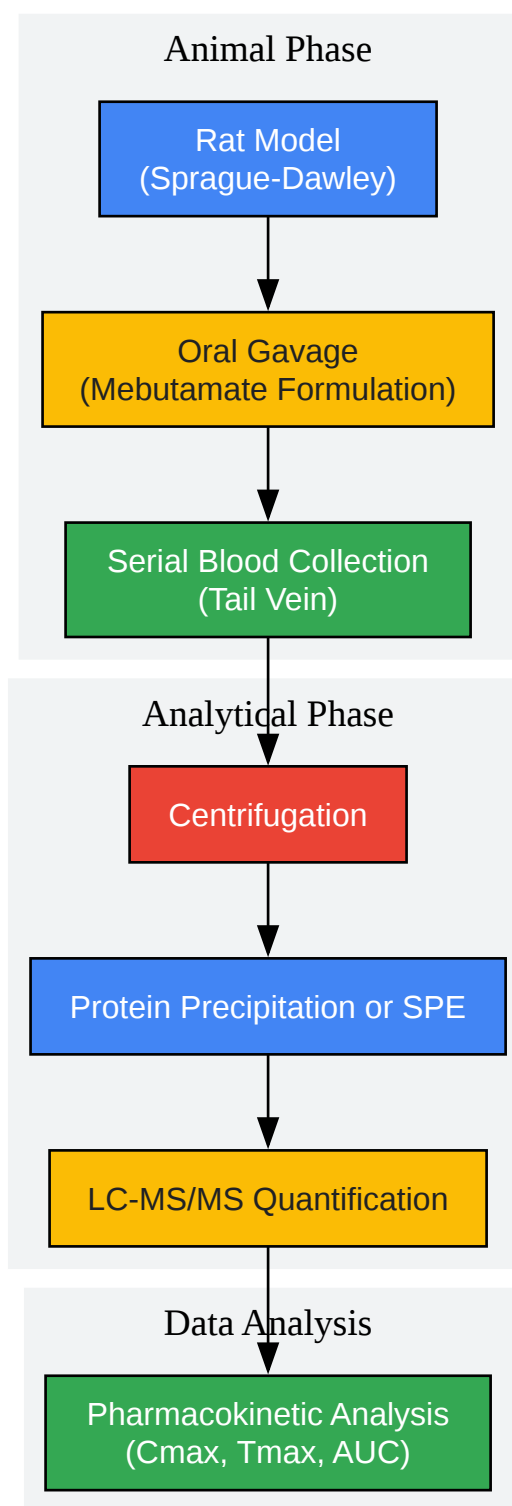 Animal Phase
Rat Model
(Sprague-Dawley)
Oral Gavage
(Mebutamate Formulation)
Serial Blood Collection
(Tail Vein)
Analytical Phase
Centrifugation
Protein Precipitation or SPE
LC-MS/MS Quantification
Data Analysis
Pharmacokinetic Analysis
(Cmax, Tmax, AUC)